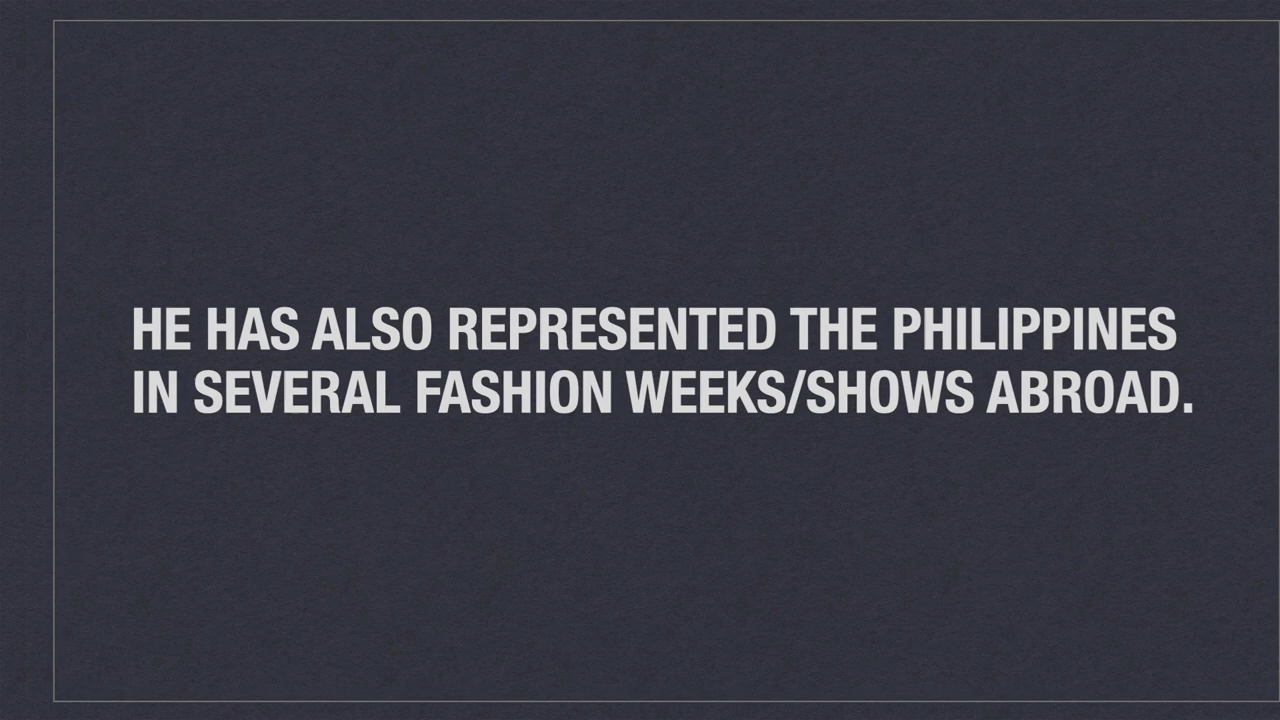 HE HAS ALSO REPRESENTED THE PHILIPPINES
IN SEVERAL FASHION WEEKS/SHOWS ABROAD.